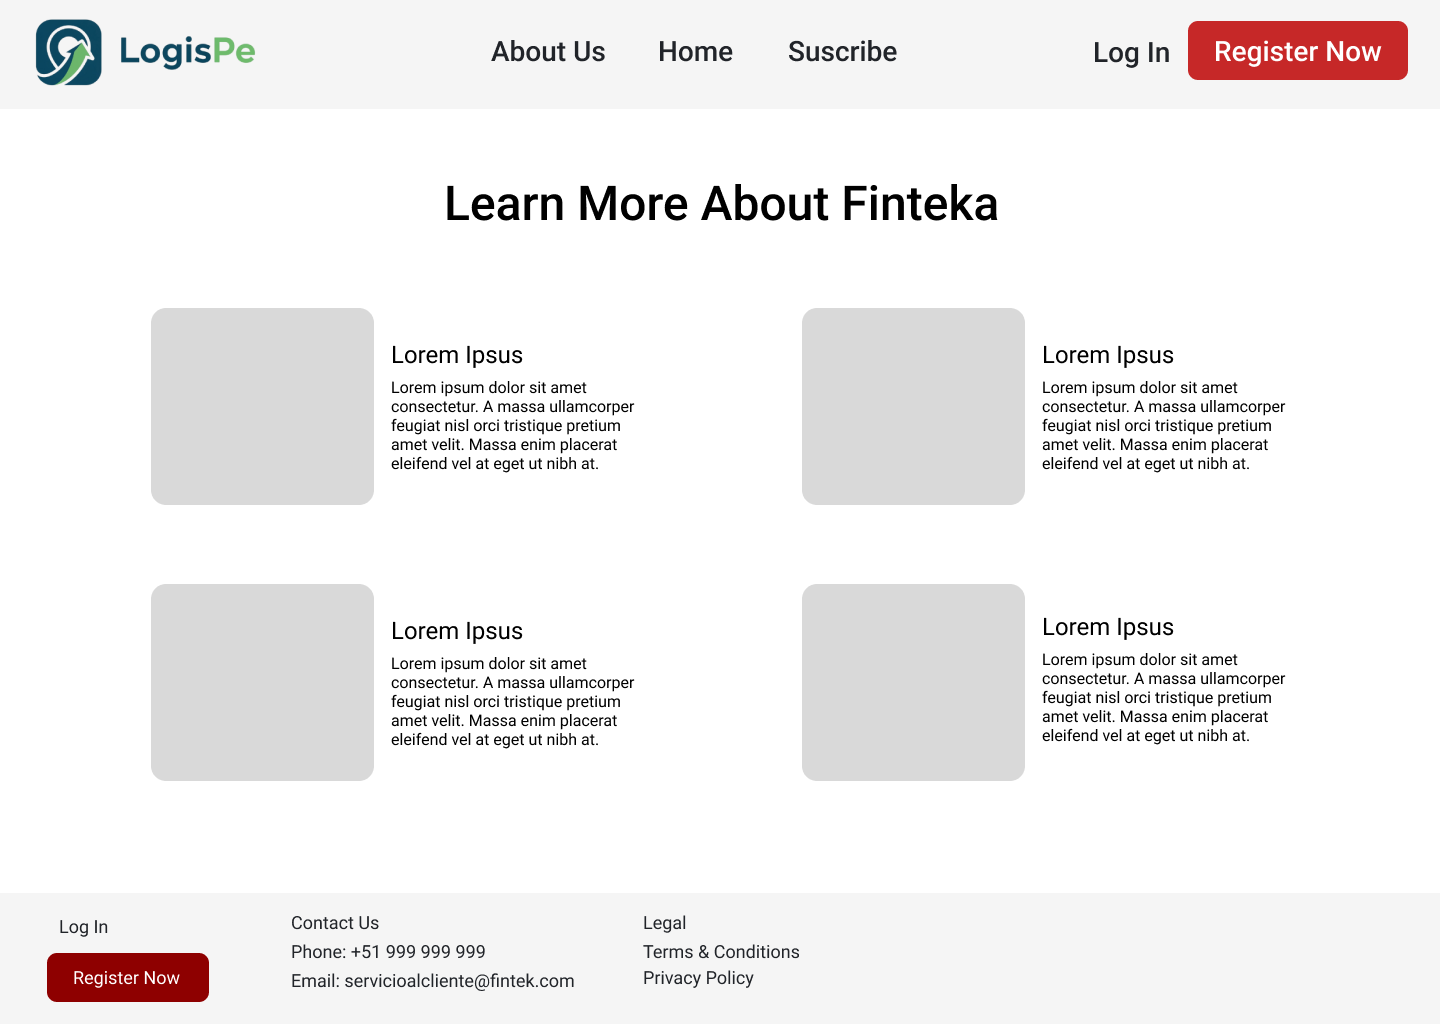 LogisPe
About Us
Home
Suscribe
Log In
Register Now
Learn More About Finteka
Lorem Ipsus
Lorem ipsum dolor sit amet
consectetur. A massa ullamcorper
feugiat nisl orci tristique pretium
amet velit. Massa enim placerat
eleifend vel at eget ut nibh at.
Lorem Ipsus
Lorem ipsum dolor sit amet
consectetur. A massa ullamcorper
feugiat nisl orci tristique pretium
amet velit. Massa enim placerat
eleifend vel at eget ut nibh at.
Lorem Ipsus
Lorem ipsum dolor sit amet
consectetur. A massa ullamcorper
feugiat nisl orci tristique pretium
amet velit. Massa enim placerat
eleifend vel at eget ut nibh at.
Lorem Ipsus
Lorem ipsum dolor sit amet
consectetur. A massa ullamcorper
feugiat nisl orci tristique pretium
amet velit. Massa enim placerat
eleifend vel at eget ut nibh at.
Log In
Register Now
Contact Us
Phone: +51 999 999 999
Email: servicioalcliente@fintek.com
Legal
Terms & Conditions
Privacy Policy